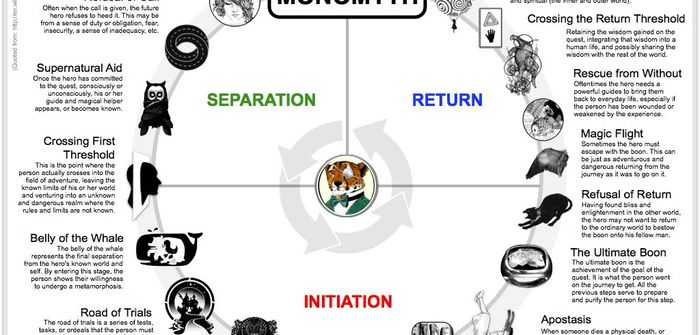 MONOMYTH
Often when the call is given, the future
hero refuses to heed it. This may be
from a sense of duty or obligation, fear,
insecurity, a sense of inadequacy, etc.
Supernatural Aid
Once the hero has committed
to the quest, consciously or
unconsciously, his or her
guide and magical helper
appears, or becomes known.
Crossing First
Threshold
This is the point where the
person actually crosses into the
field of adventure, leaving the
known limits of his or her world
and venturing into an unknown
and dangerous realm where the
rules and limits are not known.
Belly of the Whale
The belly of the whale
represents the final separation
from the hero's known world and
self. By entering this stage, the
person shows their willingness
to undergo a metamorphosis.
Road of Trials
The road of trials is a series of tests,
tasks, or ordeals that the person must
SEPARATION
RETURN
INITIATION
and spiritual (the inner and outer world).
Crossing the Return Threshold
Retaining the wisdom gained on the
quest, integrating that wisdom into a
human life, and possibly sharing the
wisdom with the rest of the world.
Rescue from Without
Oftentimes the hero needs a
powerful guides to bring them
back to everyday life, especially if
the person has been wounded or
weakened by the experience.
Magic Flight
Sometimes the hero must
escape with the boon. This can
be just as adventurous and
dangerous returning from the
journey as it was to go on it.
Refusal of Return
Having found bliss and
enlightenment in the other world,
the hero may not want to return
to the ordinary world to bestow
the boon onto his fellow man.
The Ultimate Boon
The ultimate boon is the
achievement of the goal of the
quest. It is what the person went
on the journey to get. All the
previous steps serve to prepare
and purify the person for this step.
Apostasis
When someone dies a physical death, or